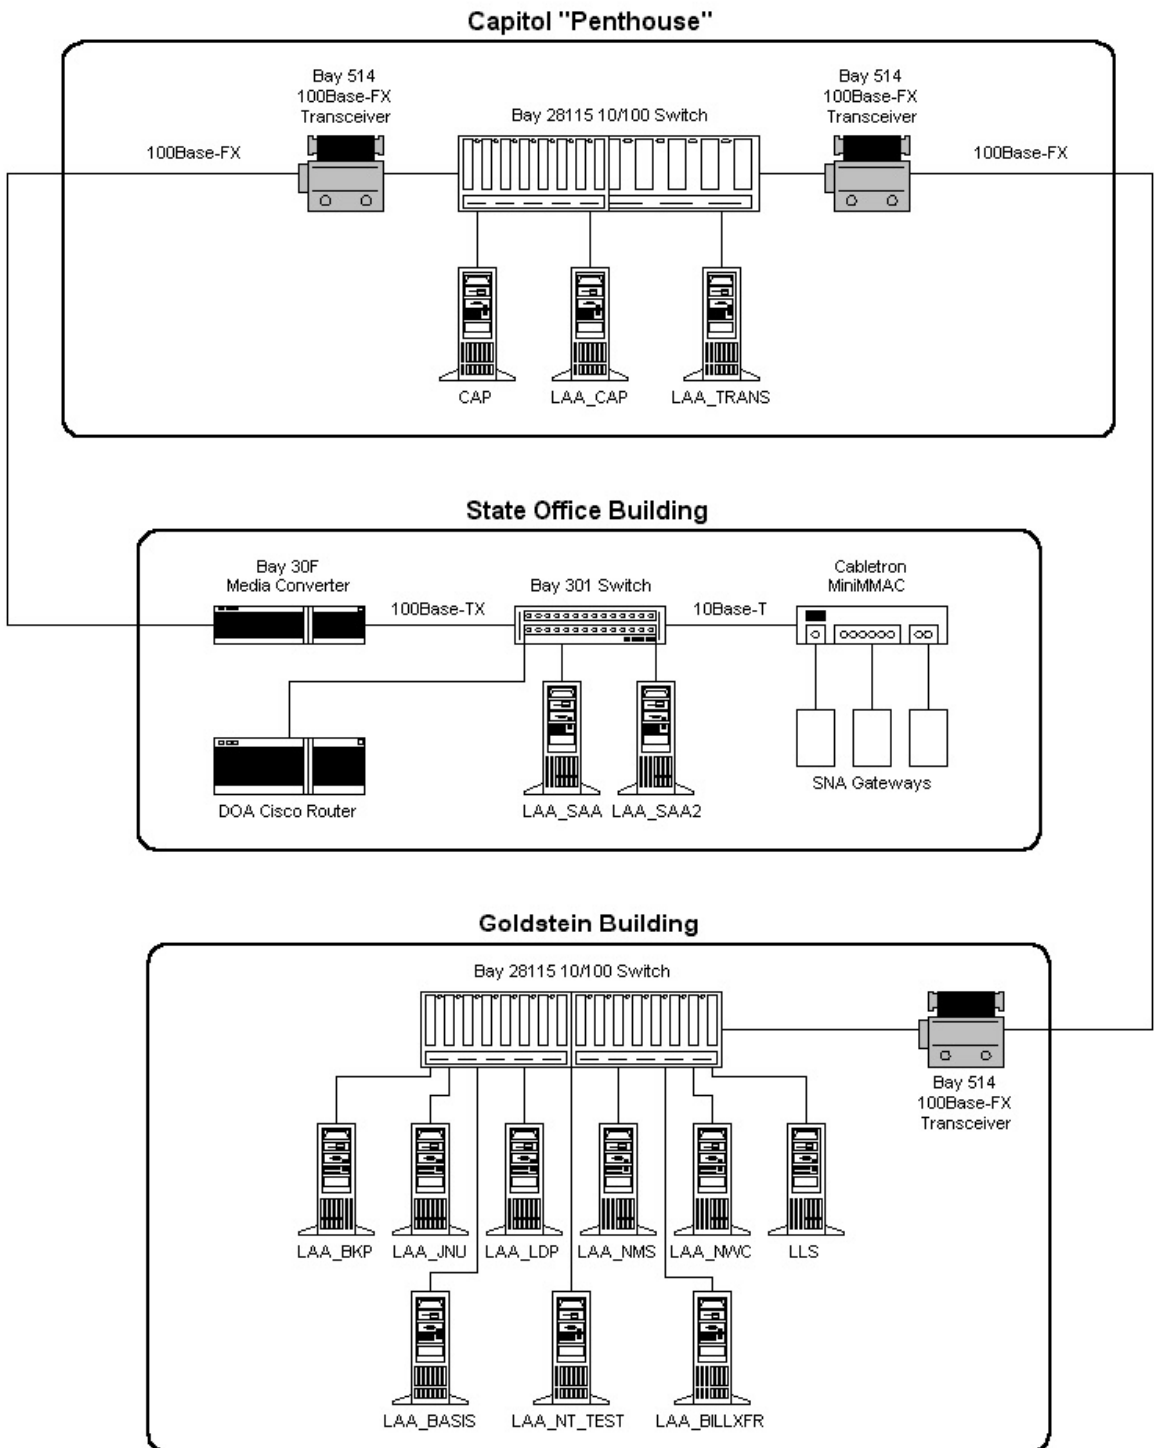 Capitol "Penthouse"
Bay 514
100Base-FX
Transceiver
Bay 28115 10/100 Switch
Bay 514
100Base-FX
Transceiver
100Base-FX
100Base-FX
CAP
LAA_CAP
LAA_TRANS
State Office Building
Bay 30F
Media Converter
100Base-TX
Bay 301 Switch
10Base-T
Cabletron
MiniMMAC
DOA Cisco Router
LAA_SAA
LAA_SAA2
SNA Gateways
Goldstein Building
Bay 28115 10/100 Switch
Bay 514
100Base-FX
Transceiver
LAA_BKP
LAA_JNU
LAA_LDP
LAA_NMS
LAA_NWC
LLS
LAA_BASIS
LAA_NT_TEST
LAA_BILLXFR